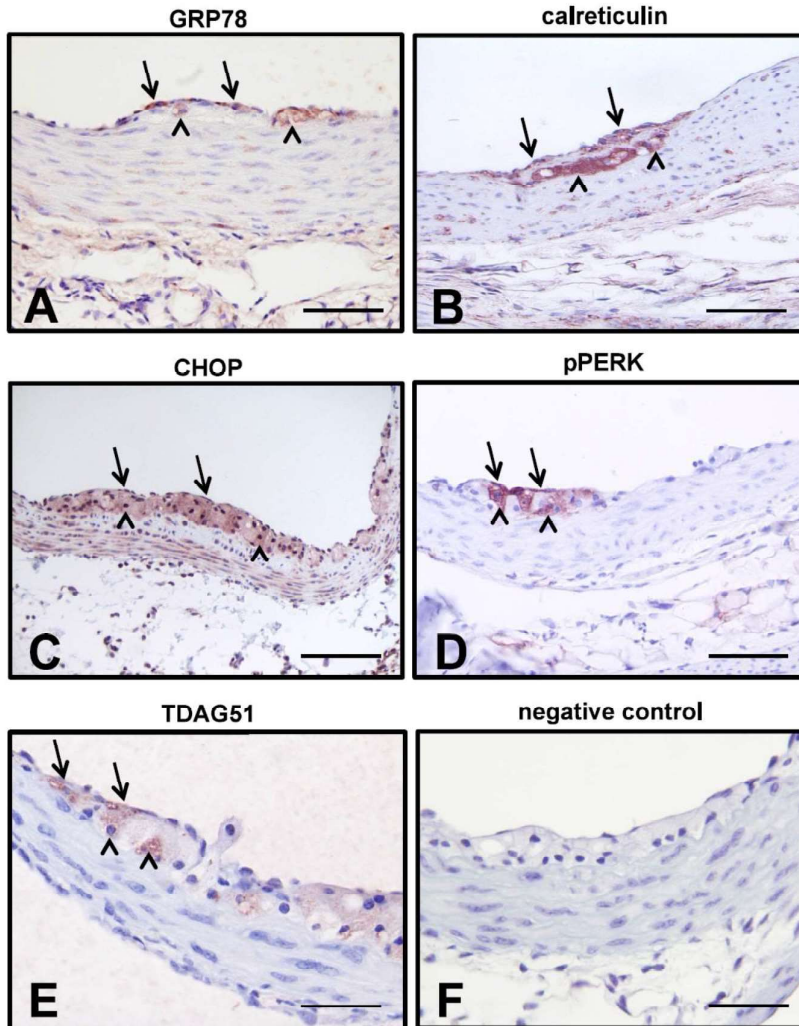 GRP78
calreticulin
A
B
CHOP
pPERK
C
D
TDAG51
negative control
E
F